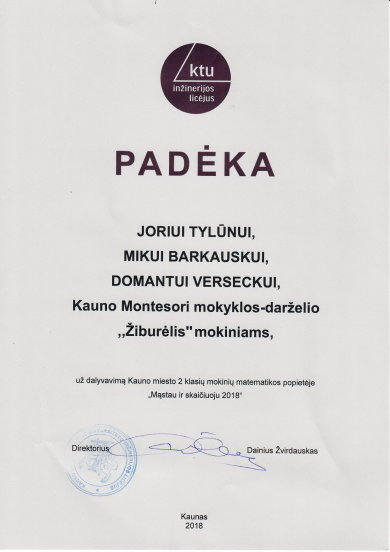 ktu
inžinerijos
licėjus
PADĖKA
JORIUI TYLŪNUI,
MIKUI BARKAUSKUI,
DOMANTUI VERSECKUI,
Kauno Montesori mokyklos-darželio
,,Žiburėlis" mokiniams,
už dalyvavimą Kauno miesto 2 klasių mokinių matematikos popietėje
„Mąstau ir skaičiuoju 2018“
Direktorius Dainius Žvirdauskas
Kaunas
2018